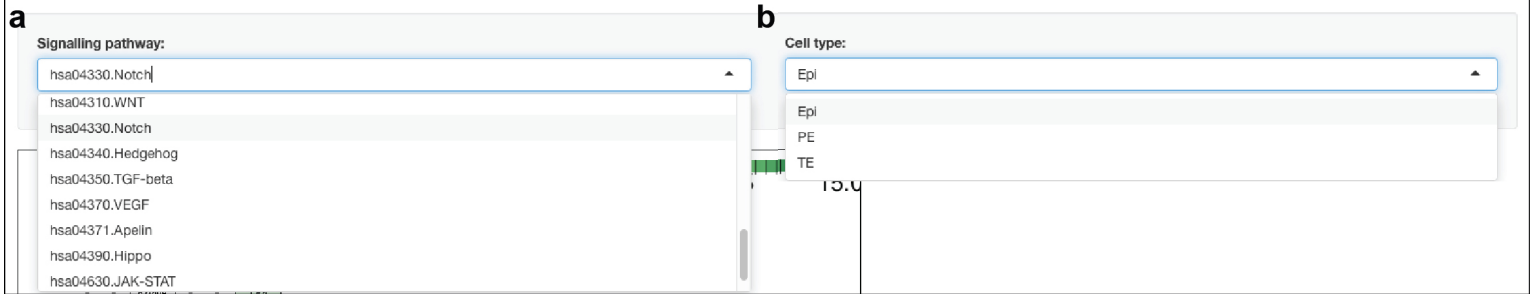 a
Signalling pathway:
hsa04330.Notch
hsa04310.WNT
hsa04330.Notch
hsa04340.Hedgehog
hsa04350.TGF-beta
hsa04370.VEGF
hsa04371.Apelin
hsa04390.Hippo
hsa04630.JAK-STAT
b
Cell type:
Epi
Epi
PE
TE